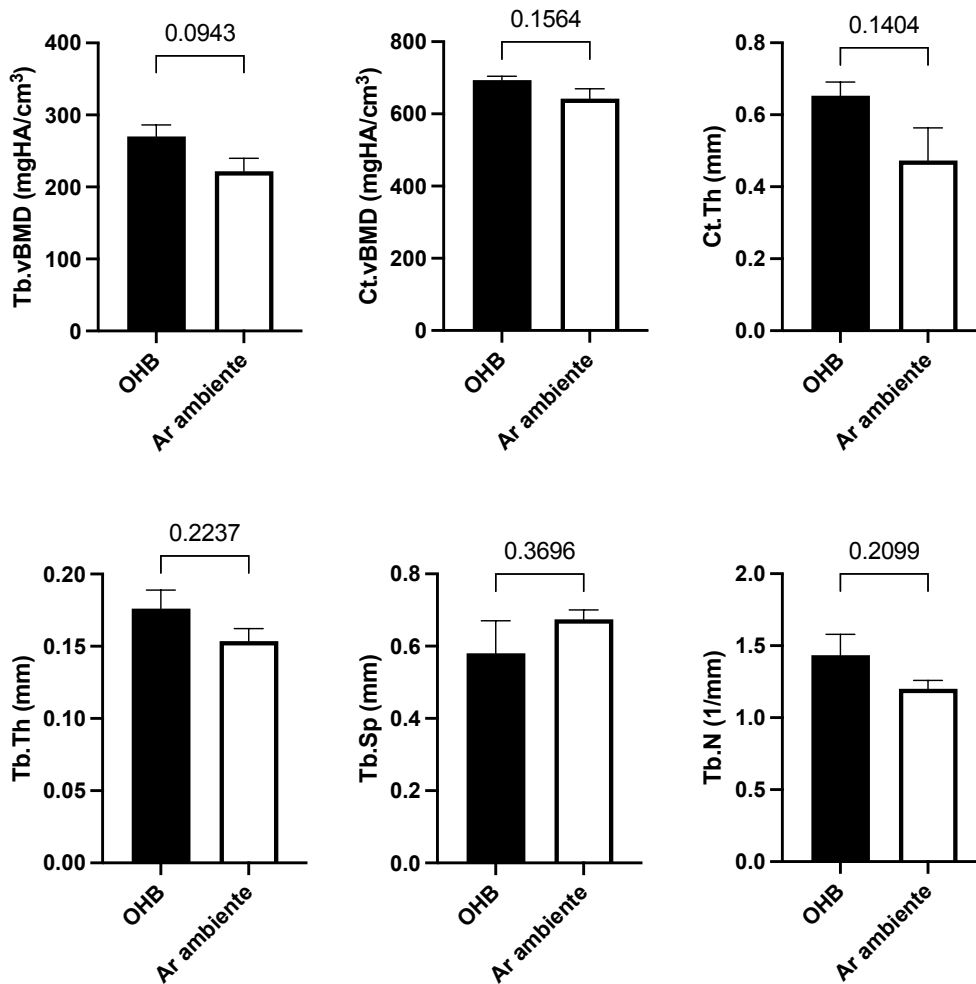 0.0943
Tb.vBMD (mgHA/cm³)
400
300
200
100
0
OHB
Ar ambiente
0.1564
Ct.vBMD (mgHA/cm³)
800
600
400
200
0
OHB
Ar ambiente
0.1404
Ct.Th (mm)
0.8
0.6
0.4
0.2
0.0
OHB
Ar ambiente
0.2237
Tb.Th (mm)
0.20
0.15
0.10
0.05
0.00
OHB
Ar ambiente
0.3696
Tb.Sp (mm)
0.8
0.6
0.4
0.2
0.0
OHB
Ar ambiente
0.2099
Tb.N (1/mm)
2.0
1.5
1.0
0.5
0.0
OHB
Ar ambiente